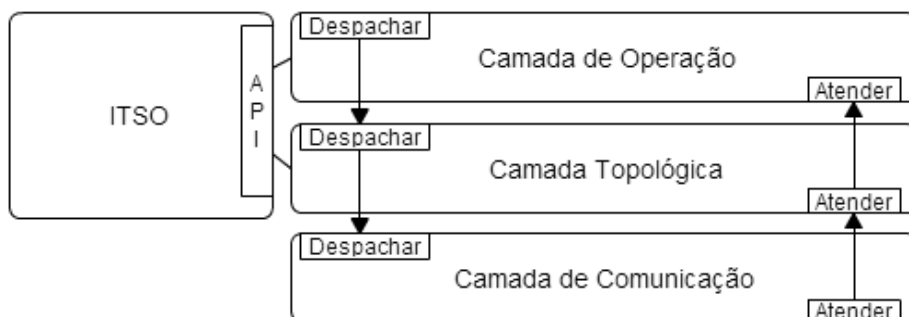 Despachar
Camada de Operação
Atender
ITSO
A
P
I
Despachar
Camada Topológica
Atender
Despachar
Camada de Comunicação
Atender